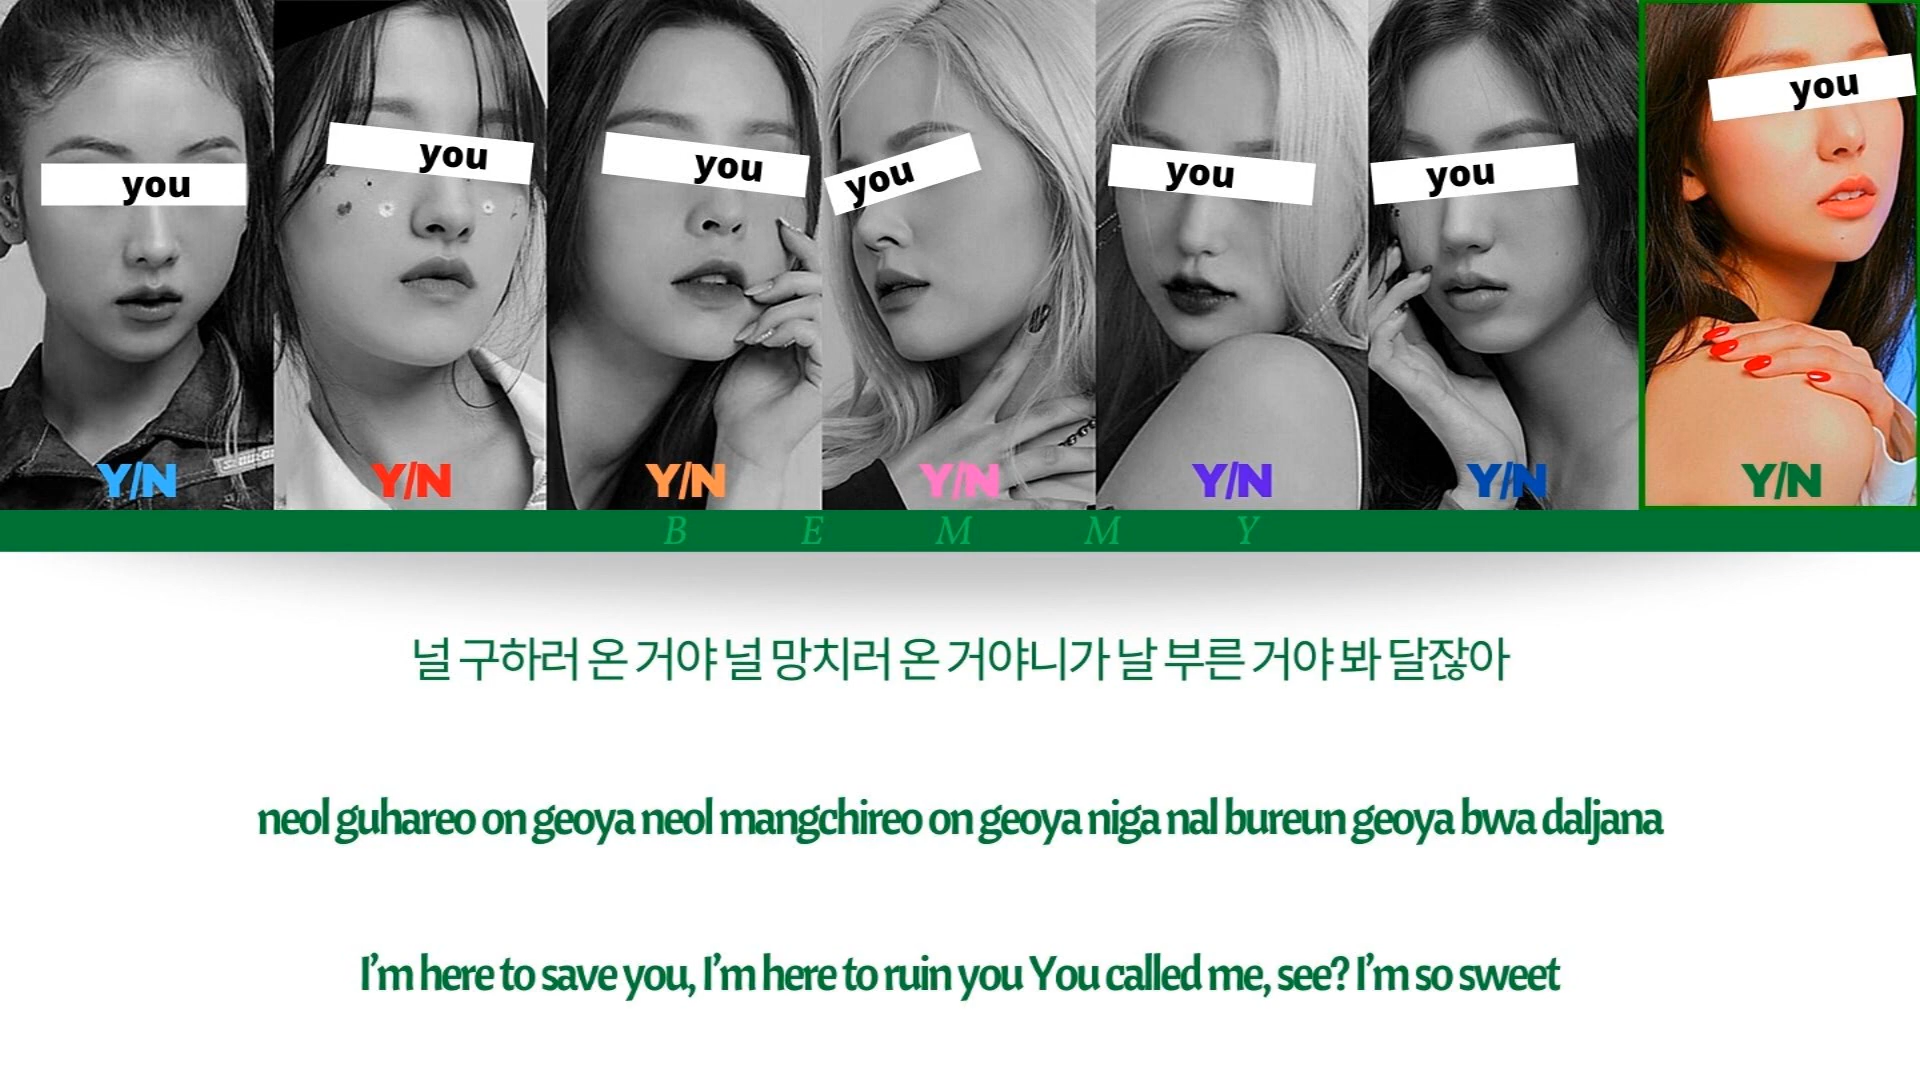 you
you
you
you
you
you
you
Y/N
Y/N
Y/N
Y/N
Y/N
Y/N
Y/N
B E M M Y
널 구하러 온 거야 널 망치러 온 거야니가 날 부른 거야 봐 달잖아
neol guhareo on geoya neol mangchireo on geoya niga nal bureun geoya bwa daljana
I'm here to save you, I'm here to ruin you You called me, see? I'm so sweet